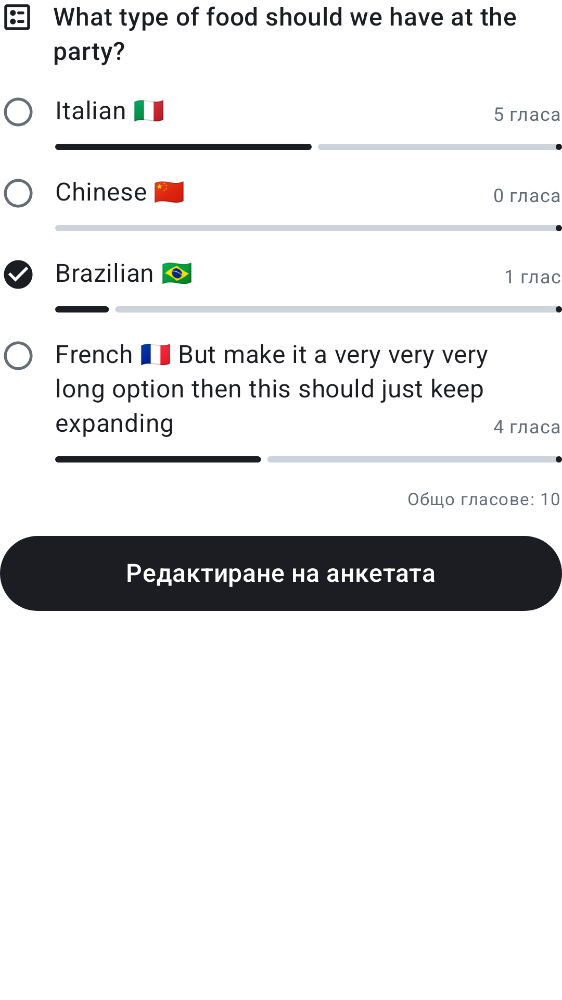 What type of food should we have at the
party?
Italian 🇮🇹
5 гласа
Chinese 🇨🇳
0 гласа
Brazilian 🇧🇷
1 глас
French 🇫🇷 But make it a very very very
long option then this should just keep
expanding
4 гласа
Общо гласове: 10
Редактиране на анкетата